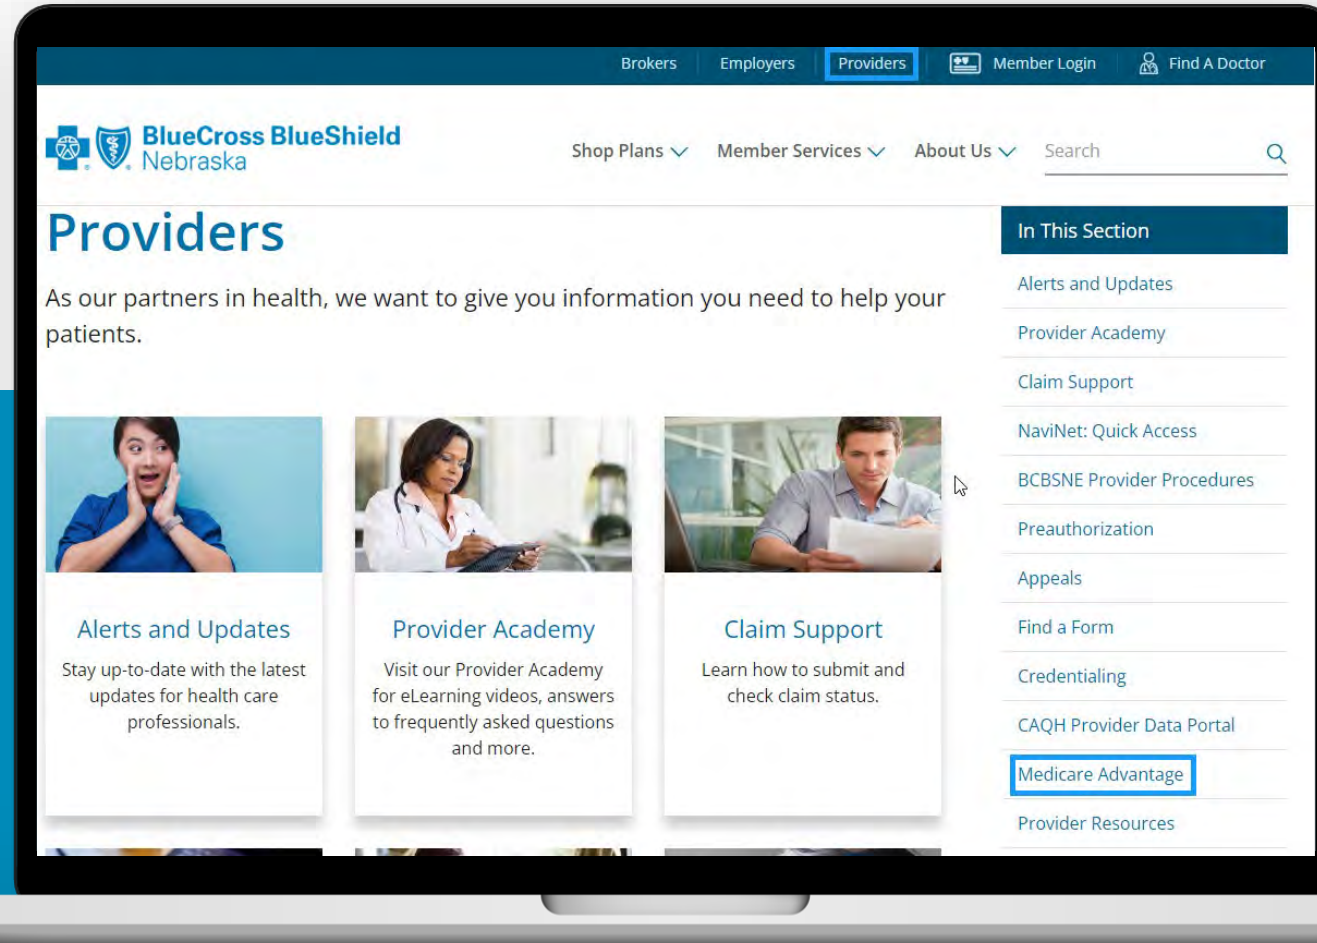 Brokers Employers Providers Member Login Find A Doctor
BlueCross BlueShield
Nebraska
Shop Plans Member Services About Us Search
Providers
As our partners in health, we want to give you information you need to help your
patients.
Alerts and Updates
Stay up-to-date with the latest
updates for health care
professionals.
Provider Academy
Visit our Provider Academy
for eLearning videos, answers
to frequently asked questions
and more.
Claim Support
Learn how to submit and
check claim status.
In This Section
Alerts and Updates
Provider Academy
Claim Support
NaviNet: Quick Access
BCBSNE Provider Procedures
Preauthorization
Appeals
Find a Form
Credentialing
CAQH Provider Data Portal
Medicare Advantage
Provider Resources